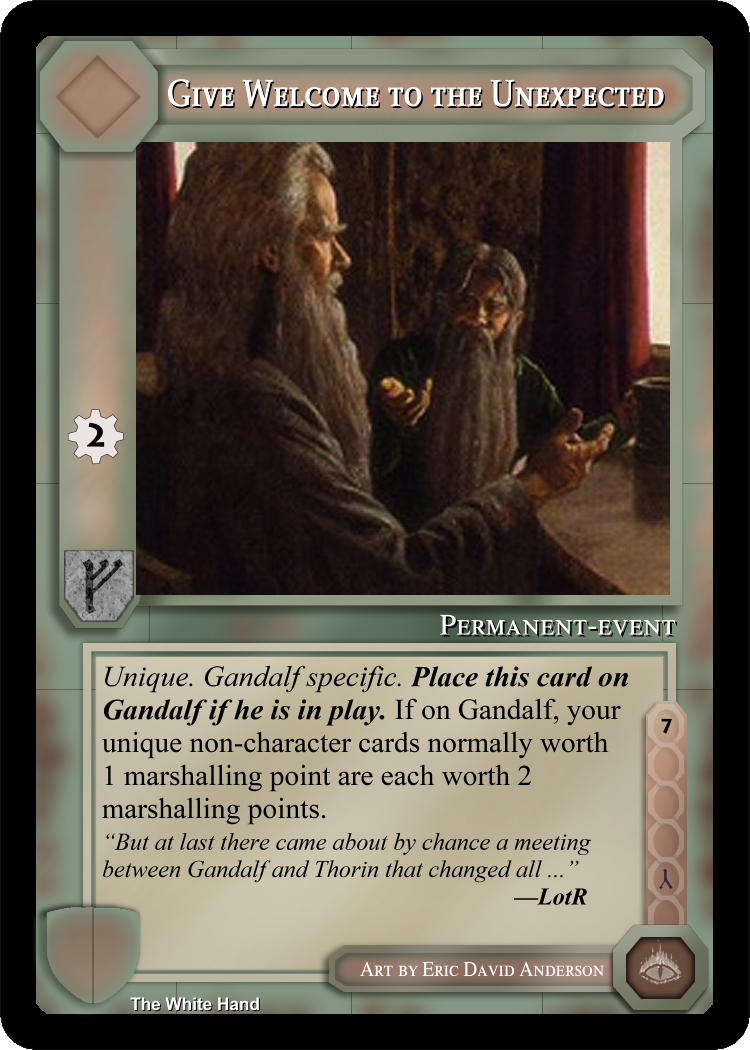 Give Welcome to the Unexpected
2
ᚠ
Permanent-event
Unique. Gandalf specific. Place this card on
Gandalf if he is in play. If on Gandalf, your
unique non-character cards normally worth
1 marshalling point are each worth 2
marshalling points.
“But at last there came about by chance a meeting
between Gandalf and Thorin that changed all ...”
—LotR
7
⅄
Art by Eric David Anderson
The White Hand